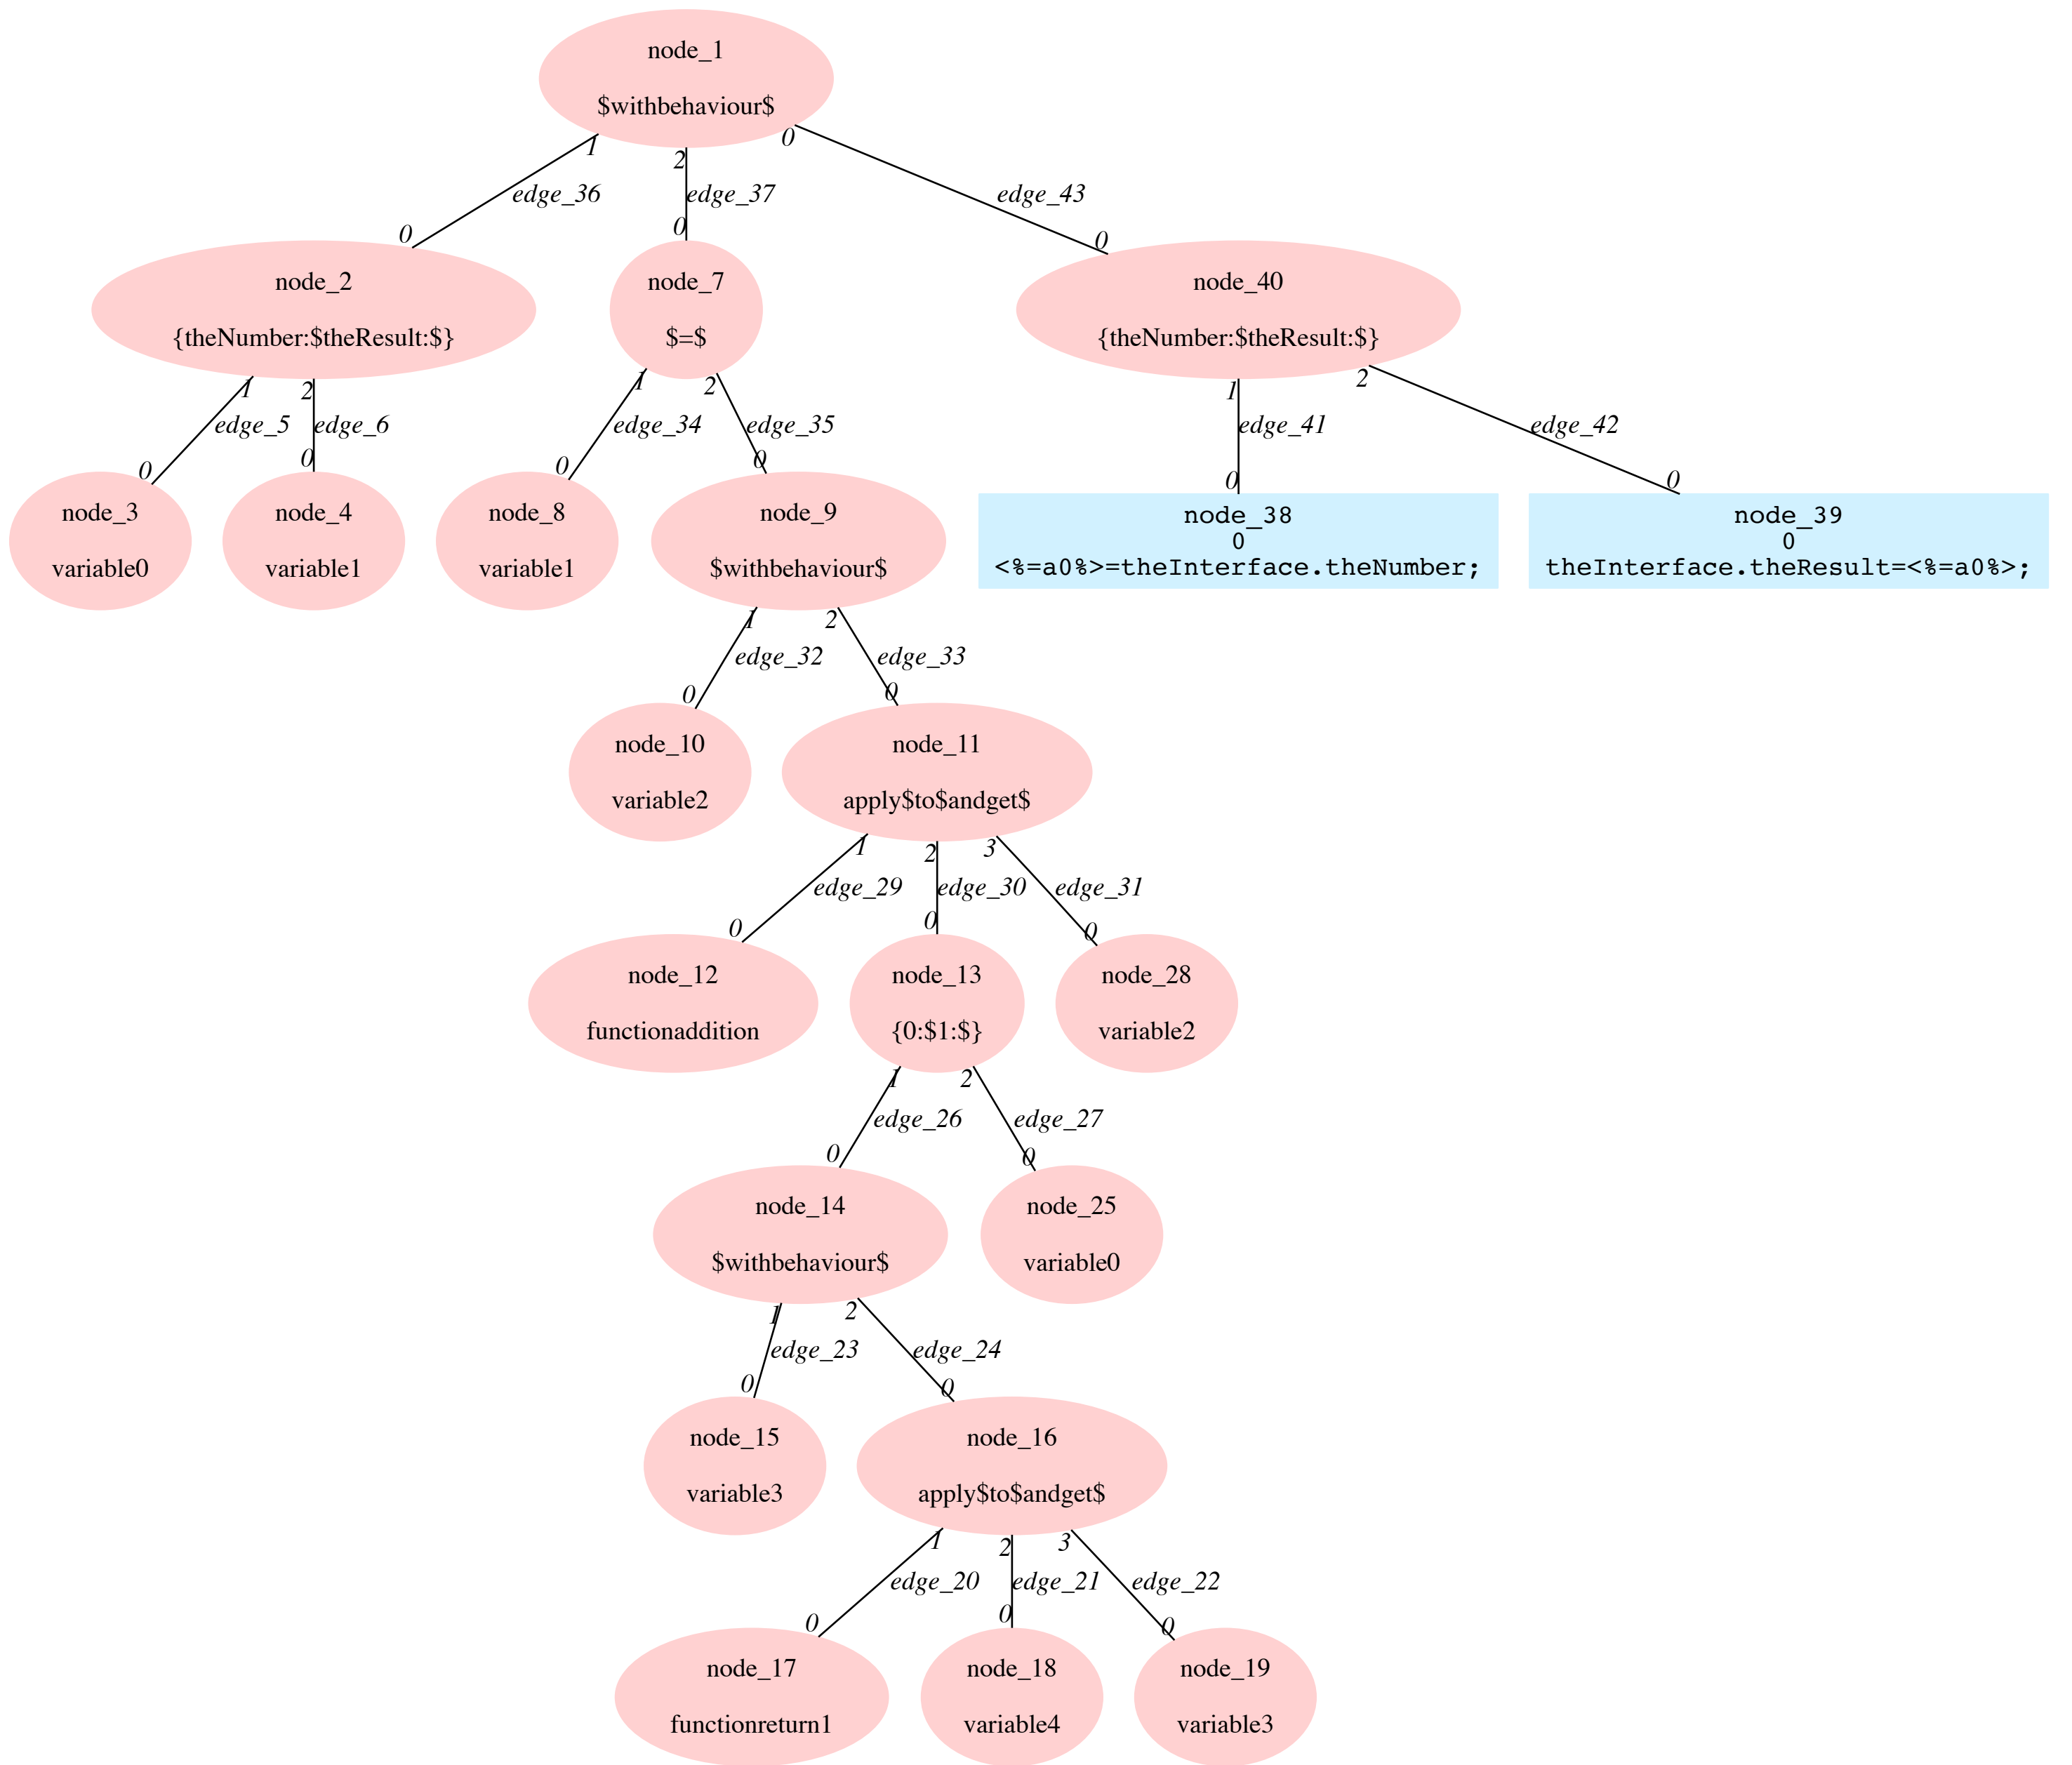 node_1
$withbehaviour$
1
2
0
edge_36
edge_37
edge_43
0
0
0
node_2
{theNumber:$theResult:$}
node_7
$=$
node_40
{theNumber:$theResult:$}
1
2
1
2
1
2
edge_5
edge_6
edge_34
edge_35
edge_41
edge_42
0
0
0
0
0
0
node_3
variable0
node_4
variable1
node_8
variable1
node_9
$withbehaviour$
node_38
0
<%=a0%>=theInterface.theNumber;
node_39
0
theInterface.theResult=<%=a0%>;
1
2
edge_32
edge_33
0
0
node_10
variable2
node_11
apply$to$andget$
1
2
3
edge_29
edge_30
edge_31
0
0
0
node_12
functionaddition
node_13
{0:$1:$}
node_28
variable2
1
2
edge_26
edge_27
0
0
node_14
$withbehaviour$
node_25
variable0
1
2
edge_23
edge_24
0
0
node_15
variable3
node_16
apply$to$andget$
1
2
3
edge_20
edge_21
edge_22
0
0
0
node_17
functionreturn1
node_18
variable4
node_19
variable3